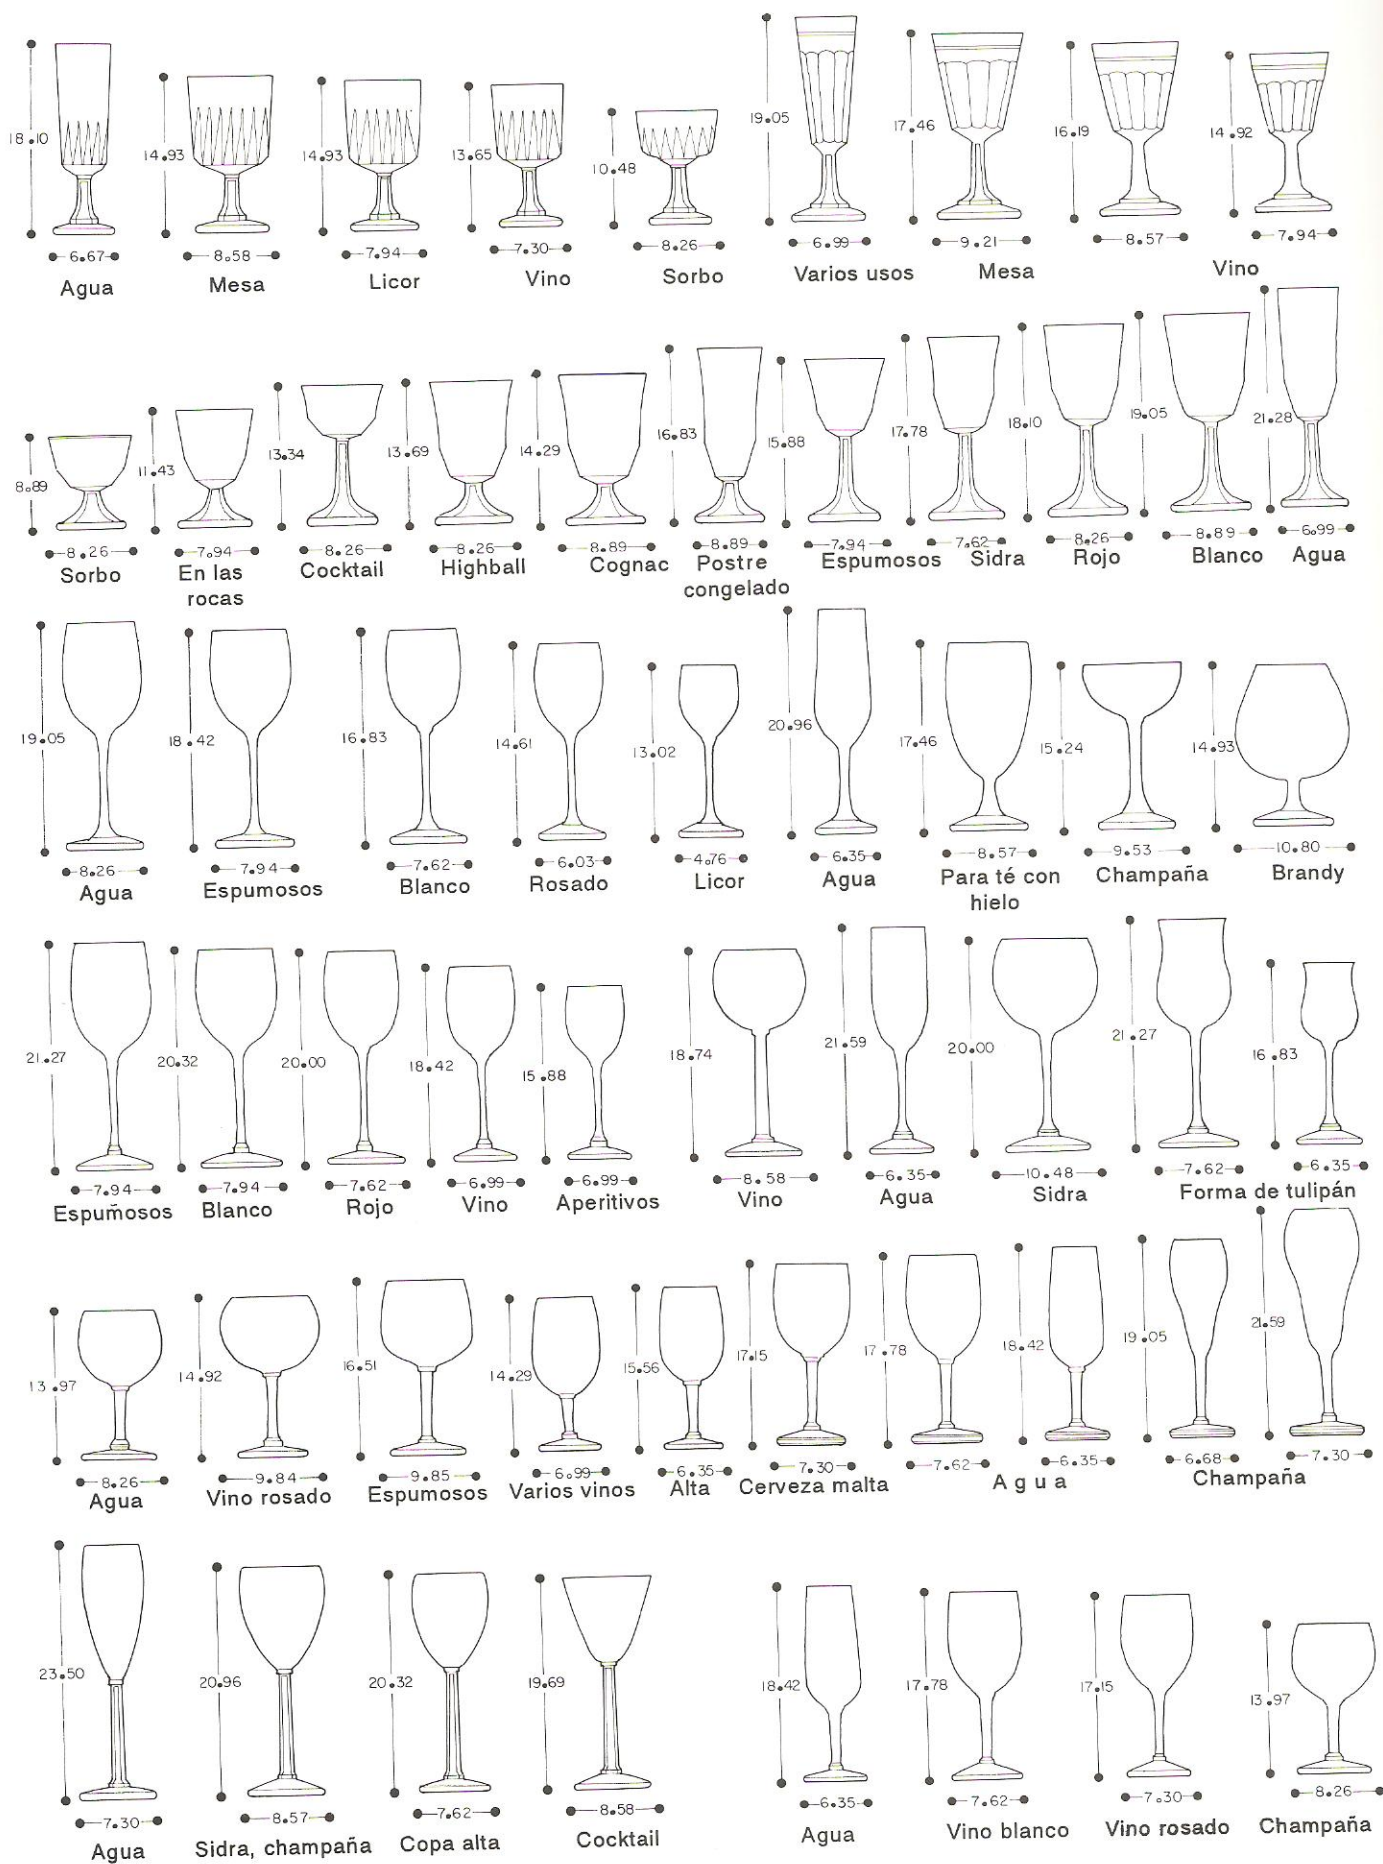 18.10 14.93 14.93 13.65 10.48 19.05 17.46 16.19 14.92
6.67 8.58 7.94 7.30 8.26 6.99 9.21 8.57 7.94
Agua Mesa Licor Vino Sorbo Varios usos Mesa Vino
8.89 11.43 13.34 13.69 14.29 16.83 15.88 17.78 18.10 19.05 21.28
8.26 7.94 8.26 8.26 8.89 8.89 7.94 7.62 8.26 8.89 6.99
Sorbo En las Cocktail Highball Cognac Postre Espumosos Sidra Rojo Blanco Agua
rocas congelado
19.05 18.42 16.83 14.61 13.02 20.96 17.46 15.24 14.93
8.26 7.94 7.62 6.03 4.76 6.35 8.57 9.53 10.80
Agua Espumosos Blanco Rosado Licor Agua Para té con Champaña Brandy
hielo
21.27 20.32 20.00 18.42 15.88 18.74 21.59 20.00 21.27 16.83
7.94 7.94 7.62 6.99 6.99 8.58 6.35 10.48 7.62 6.35
Espumosos Blanco Rojo Vino Aperitivos Vino Agua Sidra Forma de tulipán
13.97 14.92 16.51 14.29 15.56 17.15 17.78 18.42 19.05 21.59
8.26 9.84 9.85 6.99 6.35 7.30 7.62 6.35 6.68 7.30
Agua Vino rosado Espumosos Varios vinos Alta Cerveza malta A g u a Champaña
23.50 20.96 20.32 19.69 18.42 17.78 17.15 13.97
7.30 8.57 7.62 8.58 6.35 7.62 7.30 8.26
Agua Sidra, champaña Copa alta Cocktail Agua Vino blanco Vino rosado Champaña